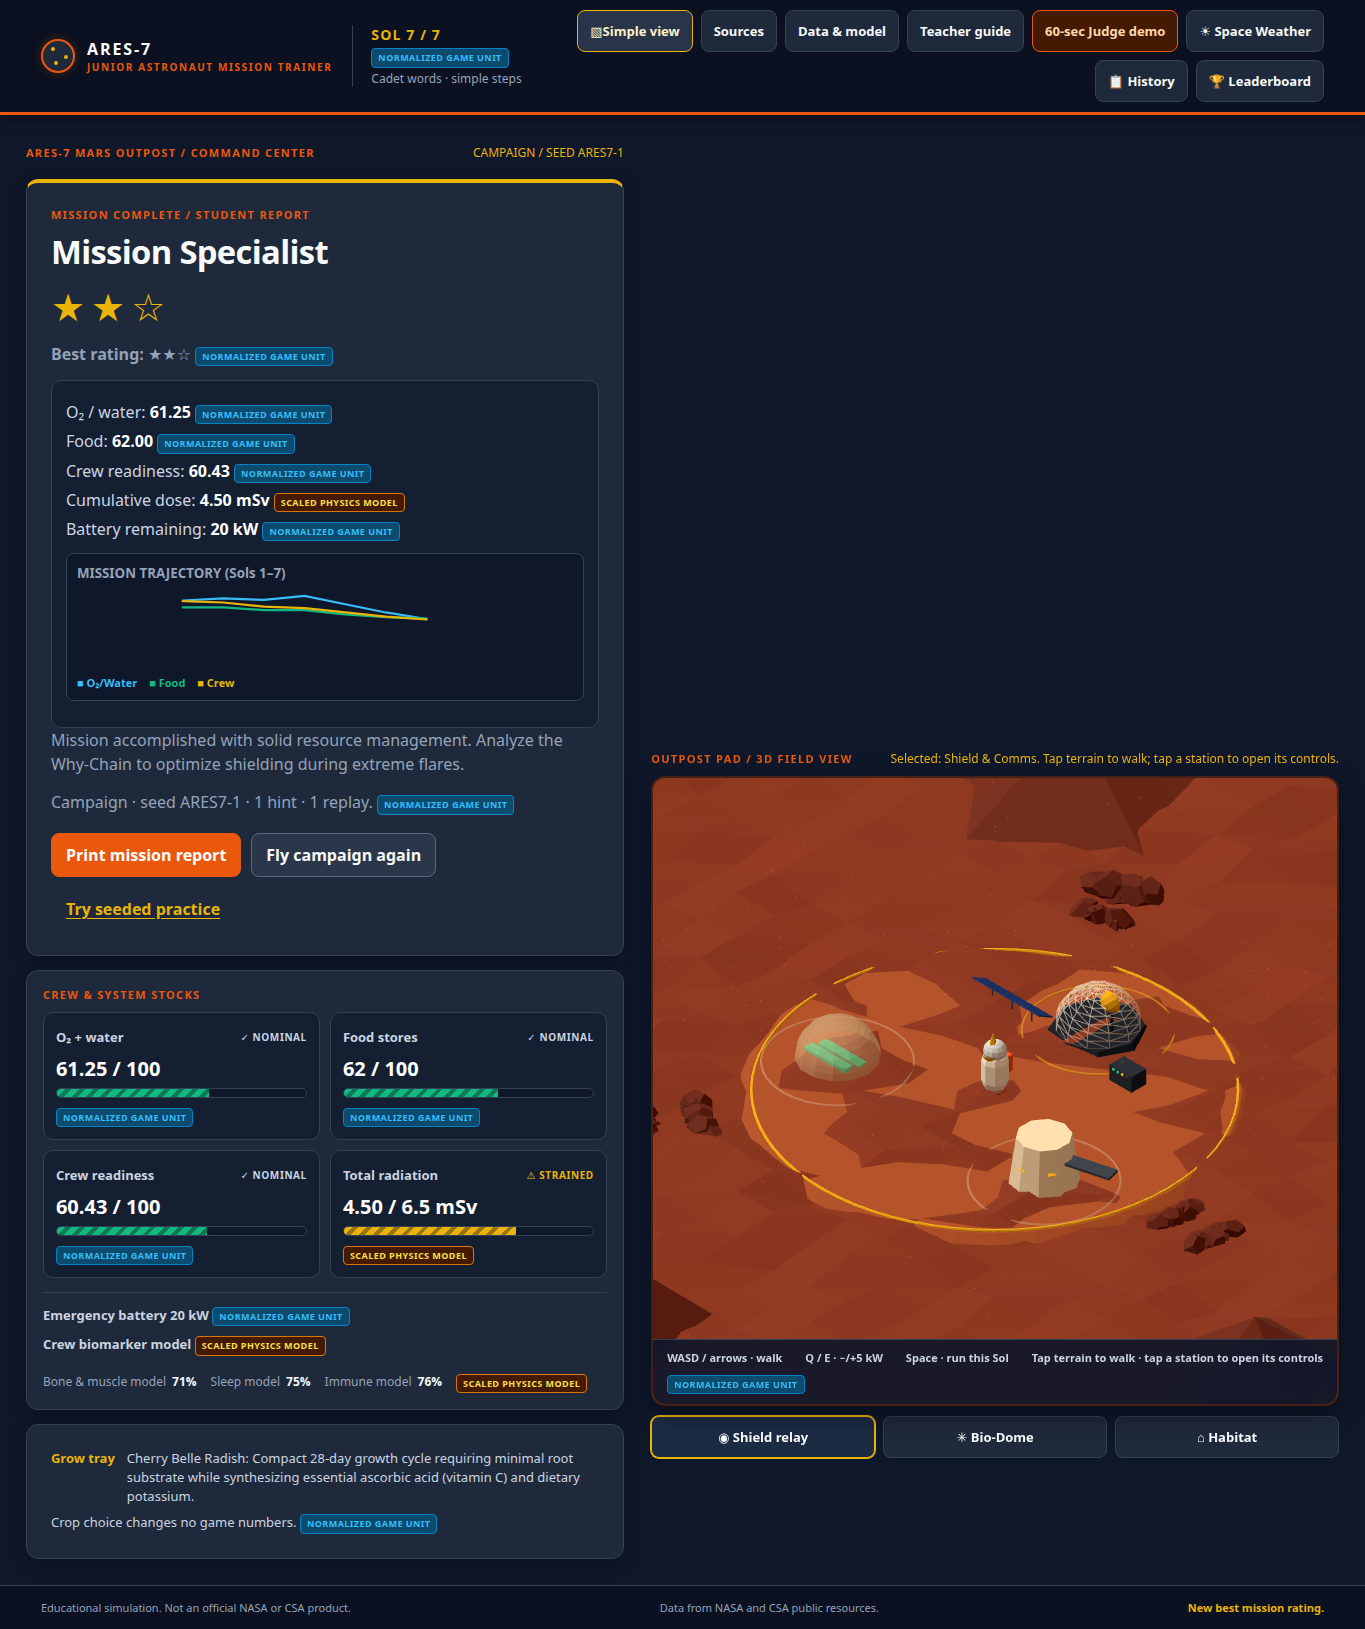 ARES-7
JUNIOR ASTRONAUT MISSION TRAINER
SOL 7 / 7
NORMALIZED GAME UNIT
Cadet words · simple steps
▧Simple view
Sources
Data & model
Teacher guide
60-sec Judge demo
☀ Space Weather
📋 History
🏆 Leaderboard
ARES-7 MARS OUTPOST / COMMAND CENTER
CAMPAIGN / SEED ARES7-1
MISSION COMPLETE / STUDENT REPORT
Mission Specialist
★★☆
Best rating: ★★☆ NORMALIZED GAME UNIT
O₂ / water: 61.25 NORMALIZED GAME UNIT
Food: 62.00 NORMALIZED GAME UNIT
Crew readiness: 60.43 NORMALIZED GAME UNIT
Cumulative dose: 4.50 mSv SCALED PHYSICS MODEL
Battery remaining: 20 kW NORMALIZED GAME UNIT
MISSION TRAJECTORY (Sols 1–7)
■ O₂/Water ■ Food ■ Crew
Mission accomplished with solid resource management. Analyze the
Why-Chain to optimize shielding during extreme flares.
Campaign · seed ARES7-1 · 1 hint · 1 replay. NORMALIZED GAME UNIT
Print mission report
Fly campaign again
Try seeded practice
CREW & SYSTEM STOCKS
O₂ + water ✓ NOMINAL
61.25 / 100
NORMALIZED GAME UNIT
Food stores ✓ NOMINAL
62 / 100
NORMALIZED GAME UNIT
Crew readiness ✓ NOMINAL
60.43 / 100
NORMALIZED GAME UNIT
Total radiation ⚠ STRAINED
4.50 / 6.5 mSv
SCALED PHYSICS MODEL
Emergency battery 20 kW NORMALIZED GAME UNIT
Crew biomarker model SCALED PHYSICS MODEL
Bone & muscle model 71% Sleep model 75% Immune model 76% SCALED PHYSICS MODEL
Grow tray Cherry Belle Radish: Compact 28-day growth cycle requiring minimal root
substrate while synthesizing essential ascorbic acid (vitamin C) and dietary
potassium.
Crop choice changes no game numbers. NORMALIZED GAME UNIT
OUTPOST PAD / 3D FIELD VIEW
Selected: Shield & Comms. Tap terrain to walk; tap a station to open its controls.
WASD / arrows · walk Q / E · −/+5 kW Space · run this Sol Tap terrain to walk · tap a station to open its controls
NORMALIZED GAME UNIT
◉ Shield relay
✳ Bio-Dome
⌂ Habitat
Educational simulation. Not an official NASA or CSA product.
Data from NASA and CSA public resources.
New best mission rating.